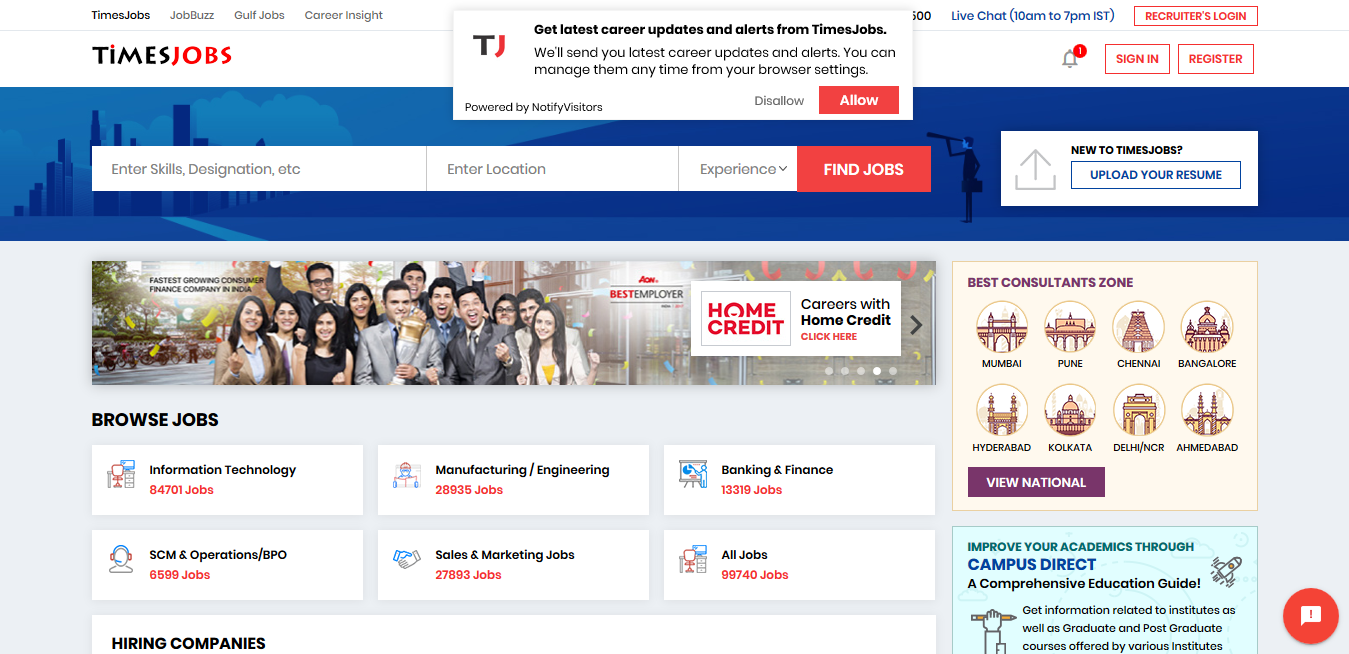 TimesJobs JobBuzz Gulf Jobs Career Insight
500 Live Chat (10am to 7pm IST) RECRUITER'S LOGIN
TiMESJOBS
1
SIGN IN
REGISTER
TJ
Get latest career updates and alerts from TimesJobs.
We'll send you latest career updates and alerts. You can
manage them any time from your browser settings.
Powered by NotifyVisitors
Disallow
Allow
Enter Skills, Designation, etc
Enter Location
Experience
FIND JOBS
NEW TO TIMESJOBS?
UPLOAD YOUR RESUME
FASTEST GROWING CONSUMER
FINANCE COMPANY IN INDIA
AON
BEST EMPLOYER
HOME
CREDIT
Careers with
Home Credit
CLICK HERE
BEST CONSULTANTS ZONE
MUMBAI PUNE CHENNAI BANGALORE
HYDERABAD KOLKATA DELHI/NCR AHMEDABAD
VIEW NATIONAL
BROWSE JOBS
Information Technology
84701 Jobs
Manufacturing / Engineering
28935 Jobs
Banking & Finance
13319 Jobs
SCM & Operations/BPO
6599 Jobs
Sales & Marketing Jobs
27893 Jobs
All Jobs
99740 Jobs
HIRING COMPANIES
IMPROVE YOUR ACADEMICS THROUGH
CAMPUS DIRECT
A Comprehensive Education Guide!
Get information related to institutes as
well as Graduate and Post Graduate
courses offered by various Institutes